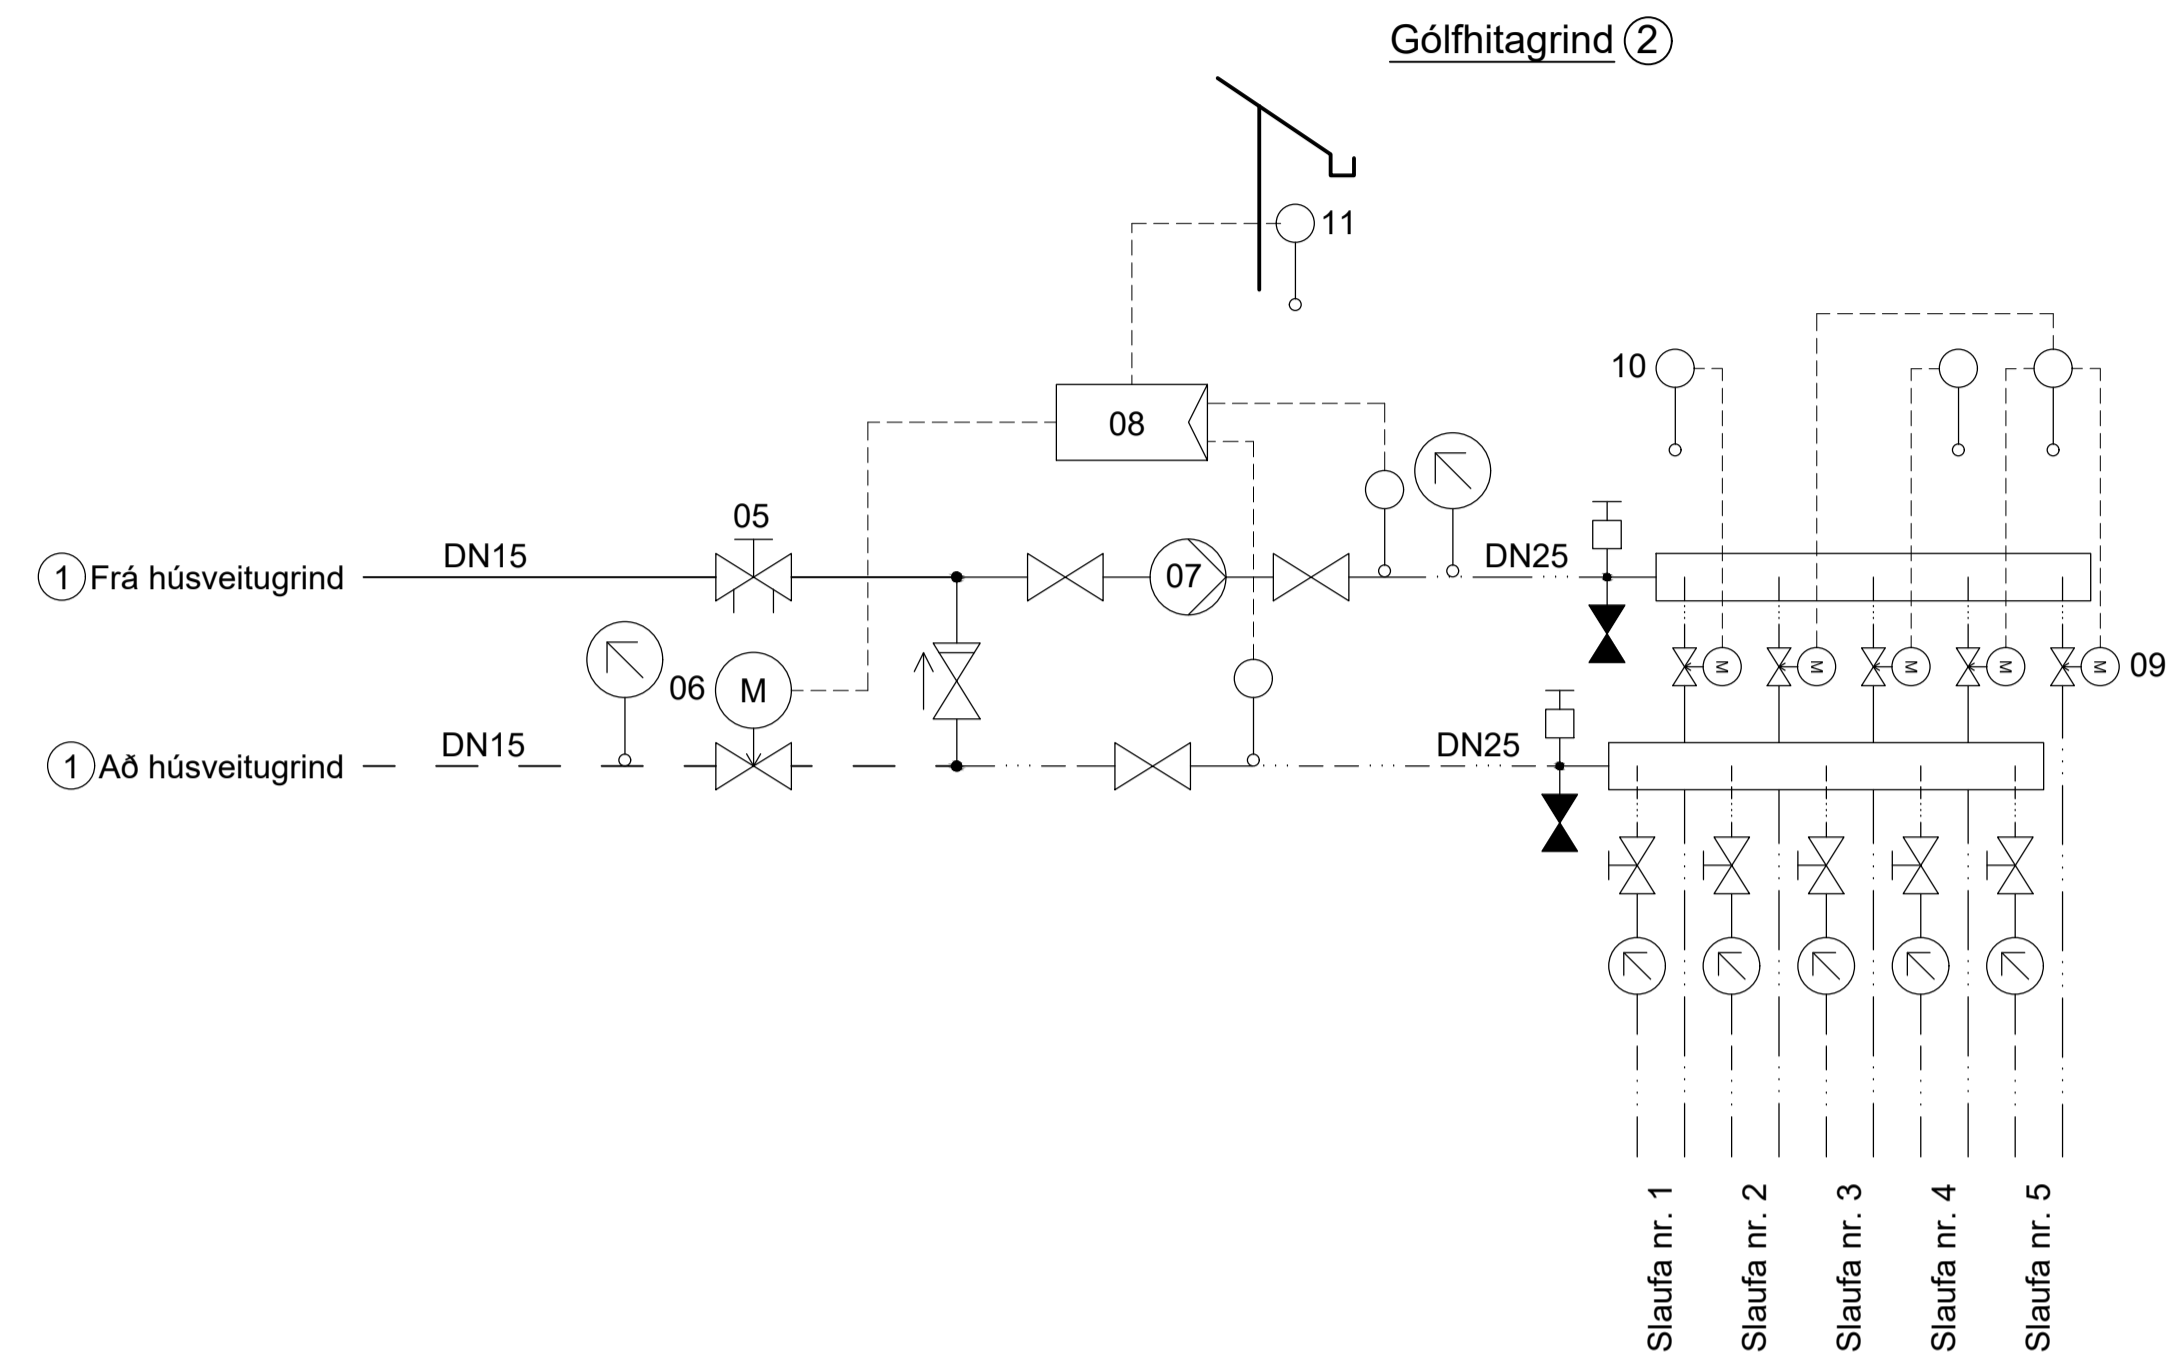 Gólfhitagrind 2
11
10
08
05
DN15
1 Frá húsveitugrind
07
DN25
M M M M M 09
06 M
DN15
1 Að húsveitugrind
DN25
Slaufa nr. 1
Slaufa nr. 2
Slaufa nr. 3
Slaufa nr. 4
Slaufa nr. 5